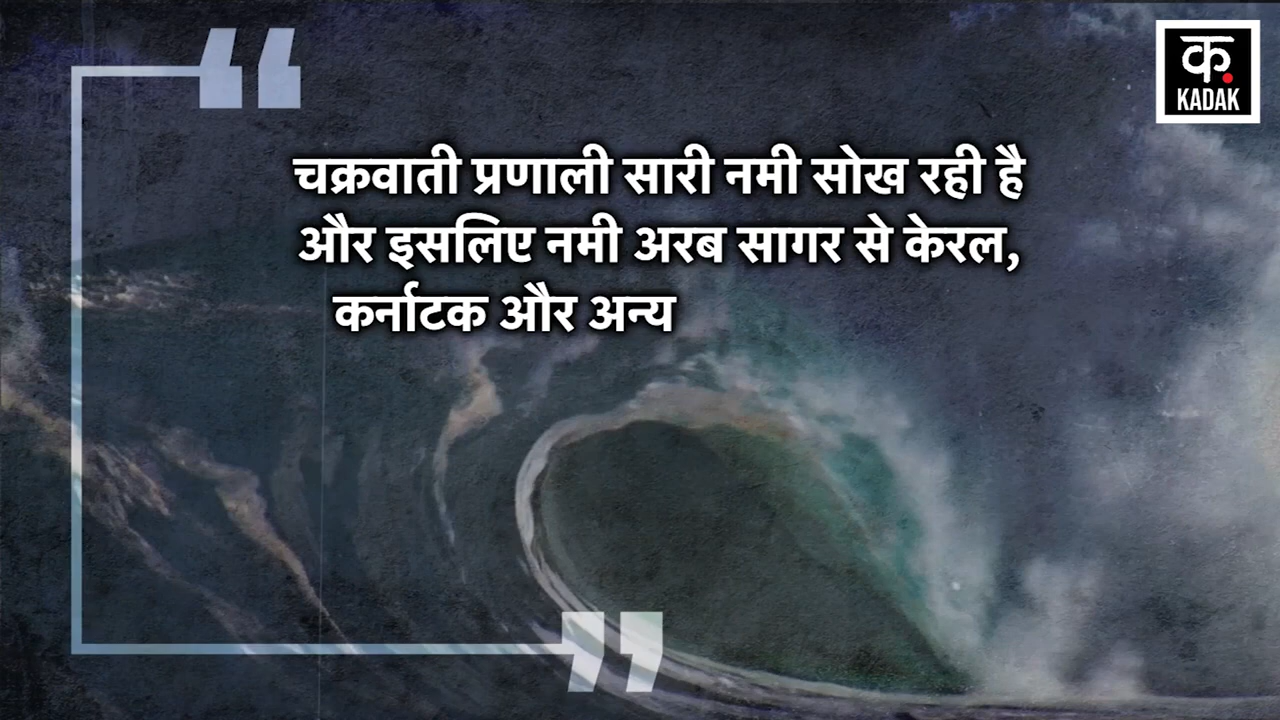 क
KADAK
चक्रवाती प्रणाली सारी नमी सोख रही है
और इसलिए नमी अरब सागर से केरल,
कर्नाटक और अन्य